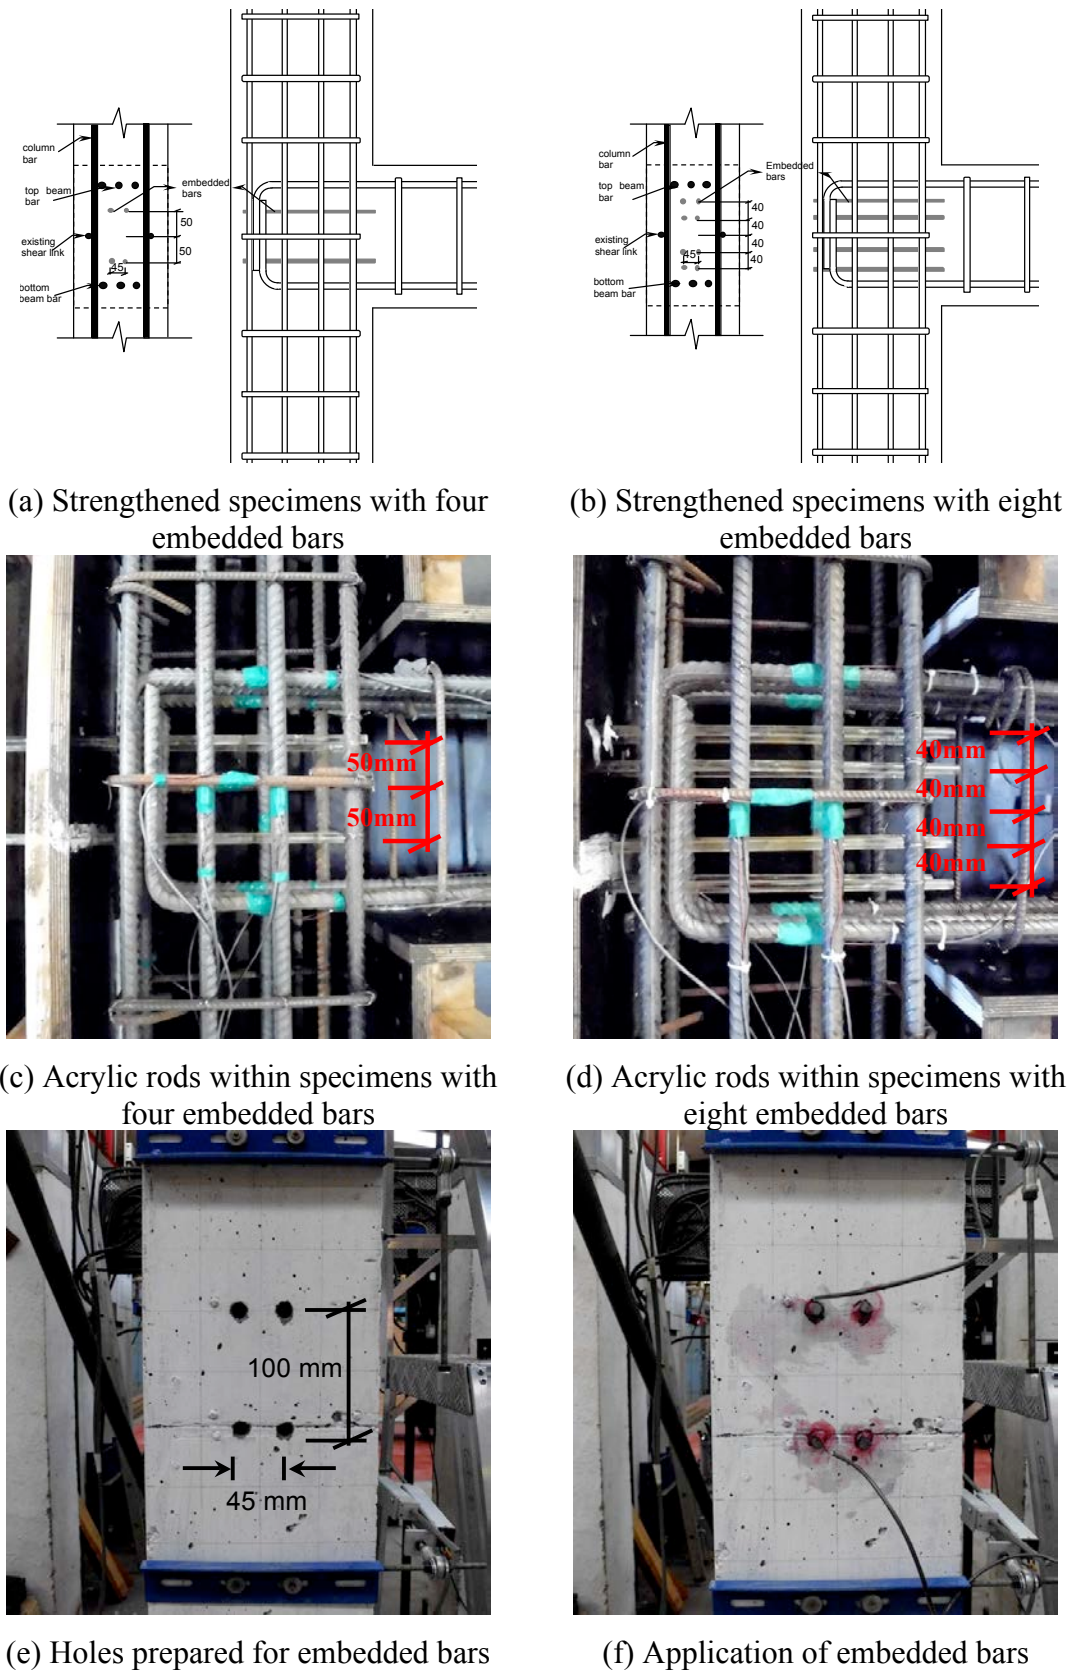 column
bar
top beam
bar
embedded
bars
existing
shear link
bottom
beam bar
50
50
45
column
bar
top beam
bar
Embedded
bars
existing
shear link
bottom
beam bar
40
40
40
40
45
(a) Strengthened specimens with four
embedded bars
(b) Strengthened specimens with eight
embedded bars
50mm
50mm
40mm
40mm
40mm
40mm
(c) Acrylic rods within specimens with
four embedded bars
(d) Acrylic rods within specimens with
eight embedded bars
100 mm
45 mm
(e) Holes prepared for embedded bars
(f) Application of embedded bars